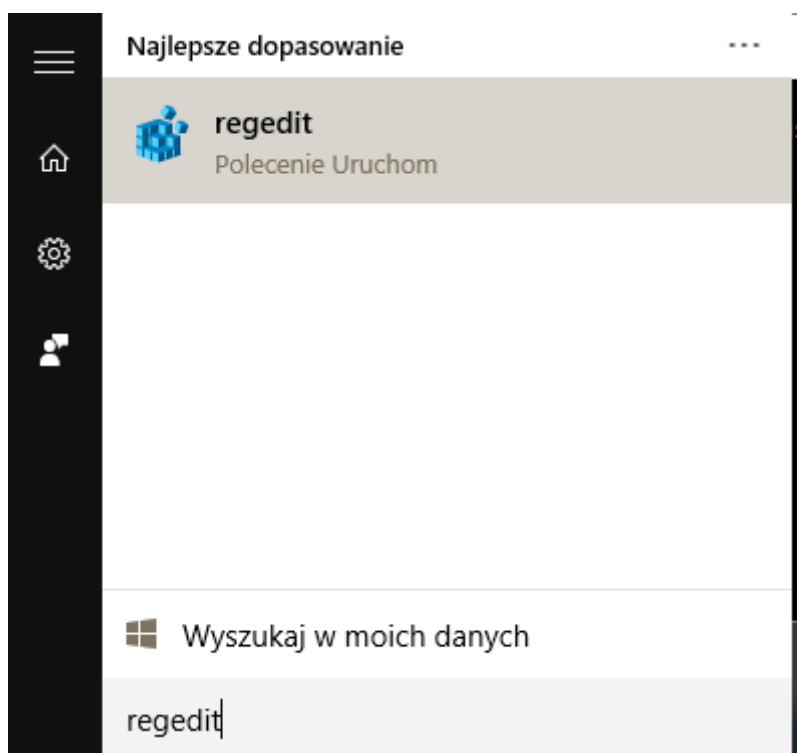 Najlepsze dopasowanie
regedit
Polecenie Uruchom
Wyszukaj w moich danych
regedit